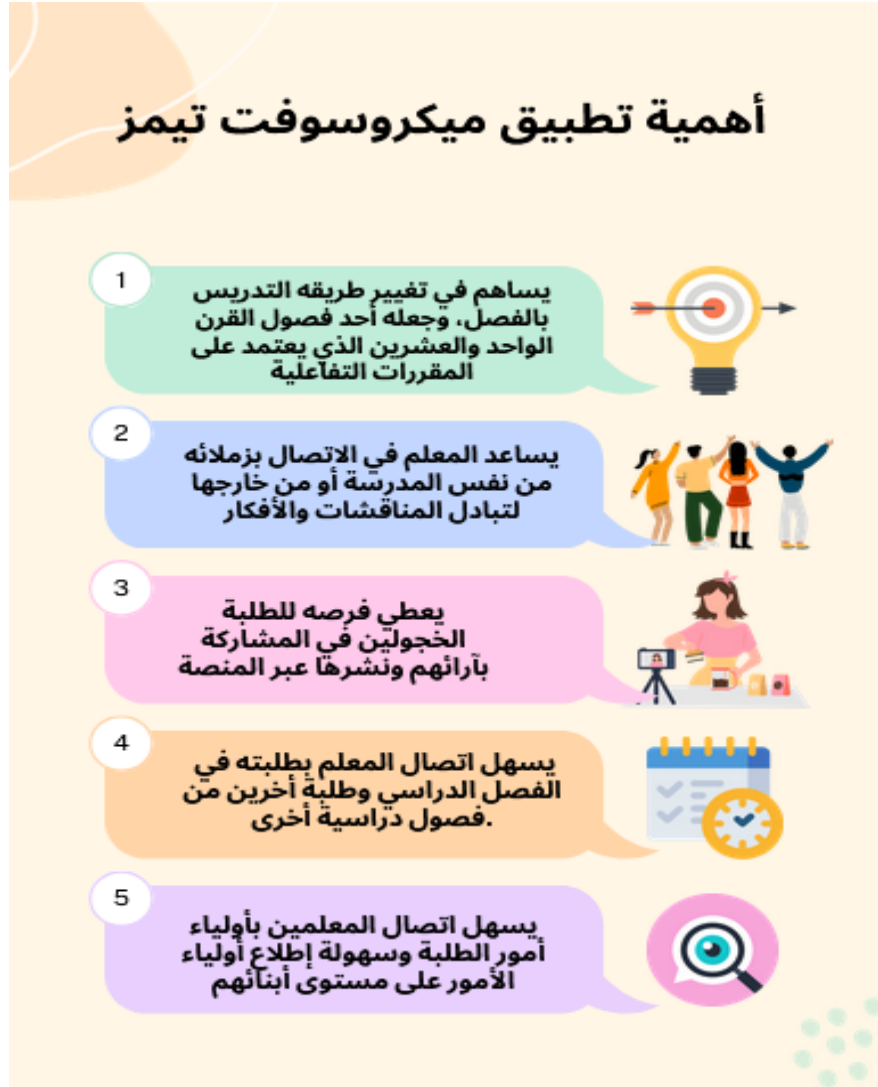 أهمية تطبيق ميكروسوفت تيمز
1
يساهم في تغيير طريقه التدريس
بالفصل، وجعله أحد فصول القرن
الواحد والعشرين الذي يعتمد على
المقررات التفاعلية
2
يساعد المعلم في الاتصال بزملائه
من نفس المدرسة أو من خارجها
لتبادل المناقشات والأفكار
3
يعطي فرصه للطلبة
الخجولين في المشاركة
بآرائهم ونشرها عبر المنصة
4
يسهل اتصال المعلم بطلبته في
الفصل الدراسي وطلبة أخرين من
.فصول دراسية أخرى
5
يسهل اتصال المعلمين بأولياء
أمور الطلبة وسهولة إطلاع أولياء
الأمور على مستوى أبنائهم